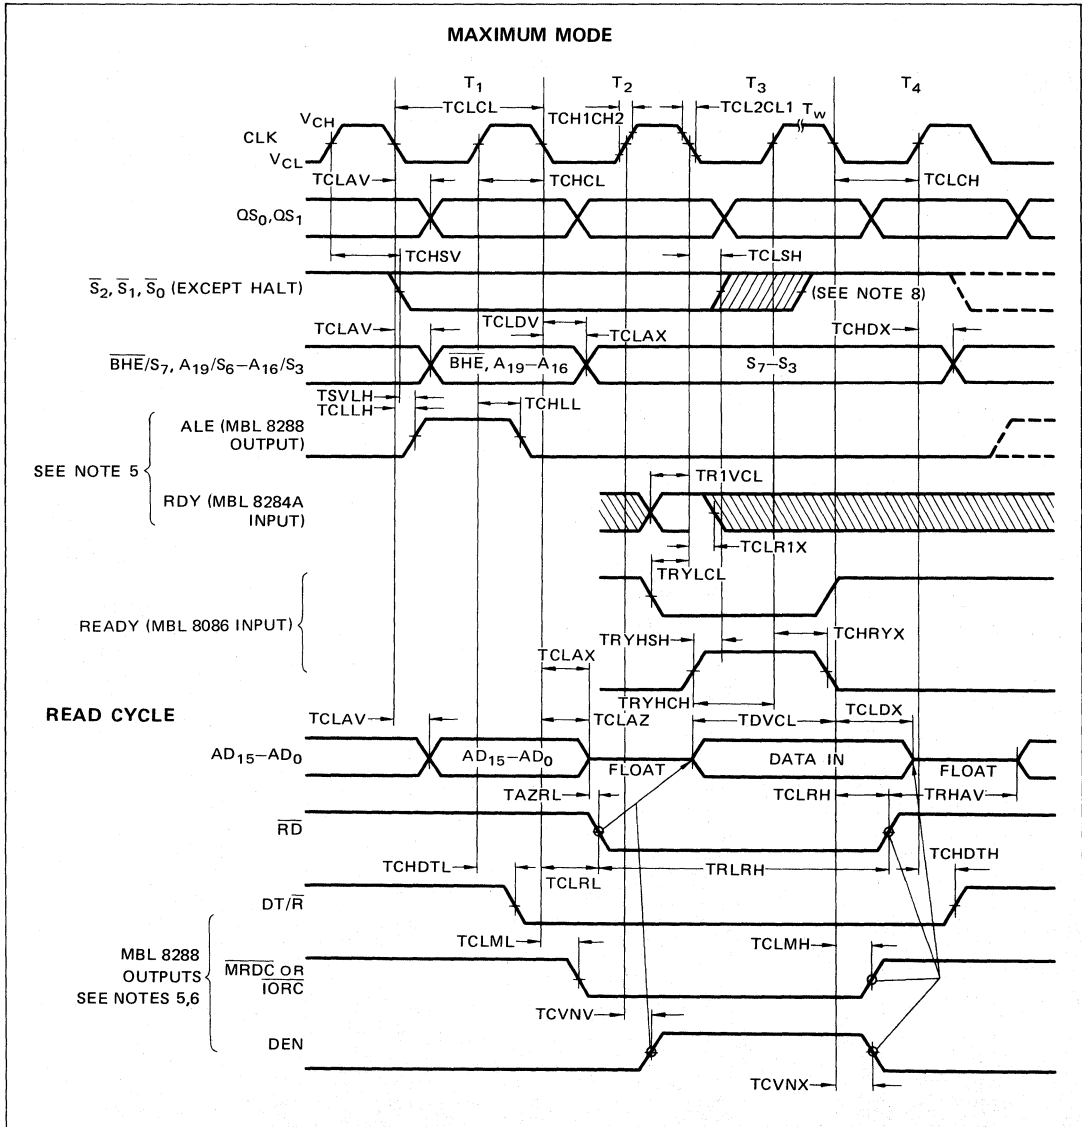 MAXIMUM MODE
T1 T2 T3 T4
TCLCL TCH1CH2 TCL2CL1 TW
VCH
CLK
VCL
TCLAV TCHCL TCLCH
QS0,QS1
TCHSV TCLSH
S̅2, S̅1, S̅0 (EXCEPT HALT) (SEE NOTE 8)
TCLAV TCLDV TCLAX TCHDX
B̅H̅E̅/S7, A19/S6–A16/S3 B̅H̅E̅, A19–A16 S7–S3
TSVLH
TCLLH TCHLL
ALE (MBL 8288
OUTPUT)
SEE NOTE 5
TR1VCL
RDY (MBL 8284A
INPUT)
TCLR1X
TRYLCL
READY (MBL 8086 INPUT)
TRYHSH TCHRYX
TCLAX
TRYHCH
READ CYCLE
TCLAV TCLAZ TDVCL TCLDX
AD15–AD0 AD15–AD0 FLOAT DATA IN FLOAT
TAZRL TCLRH TRHAV
R̅D̅
TCHDTL TCLRL TRLRH TCHDTH
DT/R̅
MBL 8288
OUTPUTS
SEE NOTES 5,6
TCLML TCLMH
M̅R̅D̅C̅ OR
I̅O̅R̅C̅
TCVNV
DEN
TCVNX